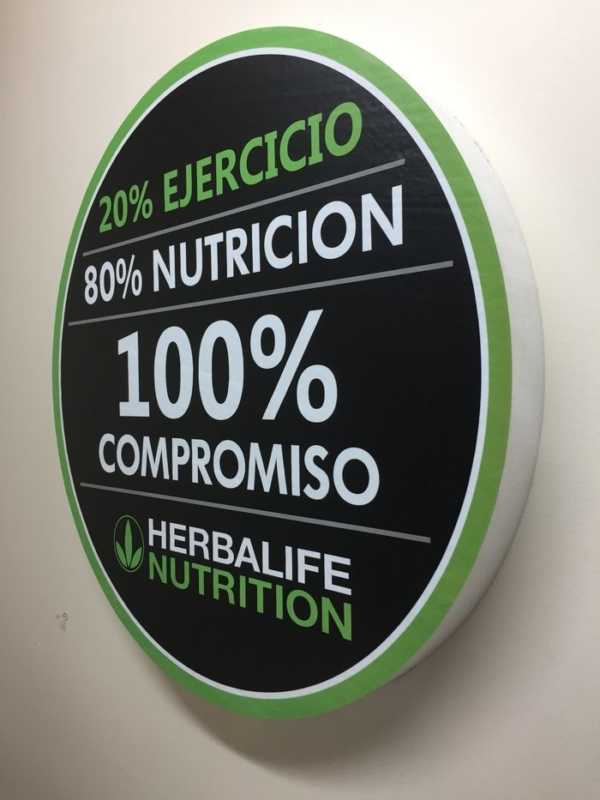 20% EJERCICIO
80% NUTRICION
100%
COMPROMISO
HERBALIFE
NUTRITION